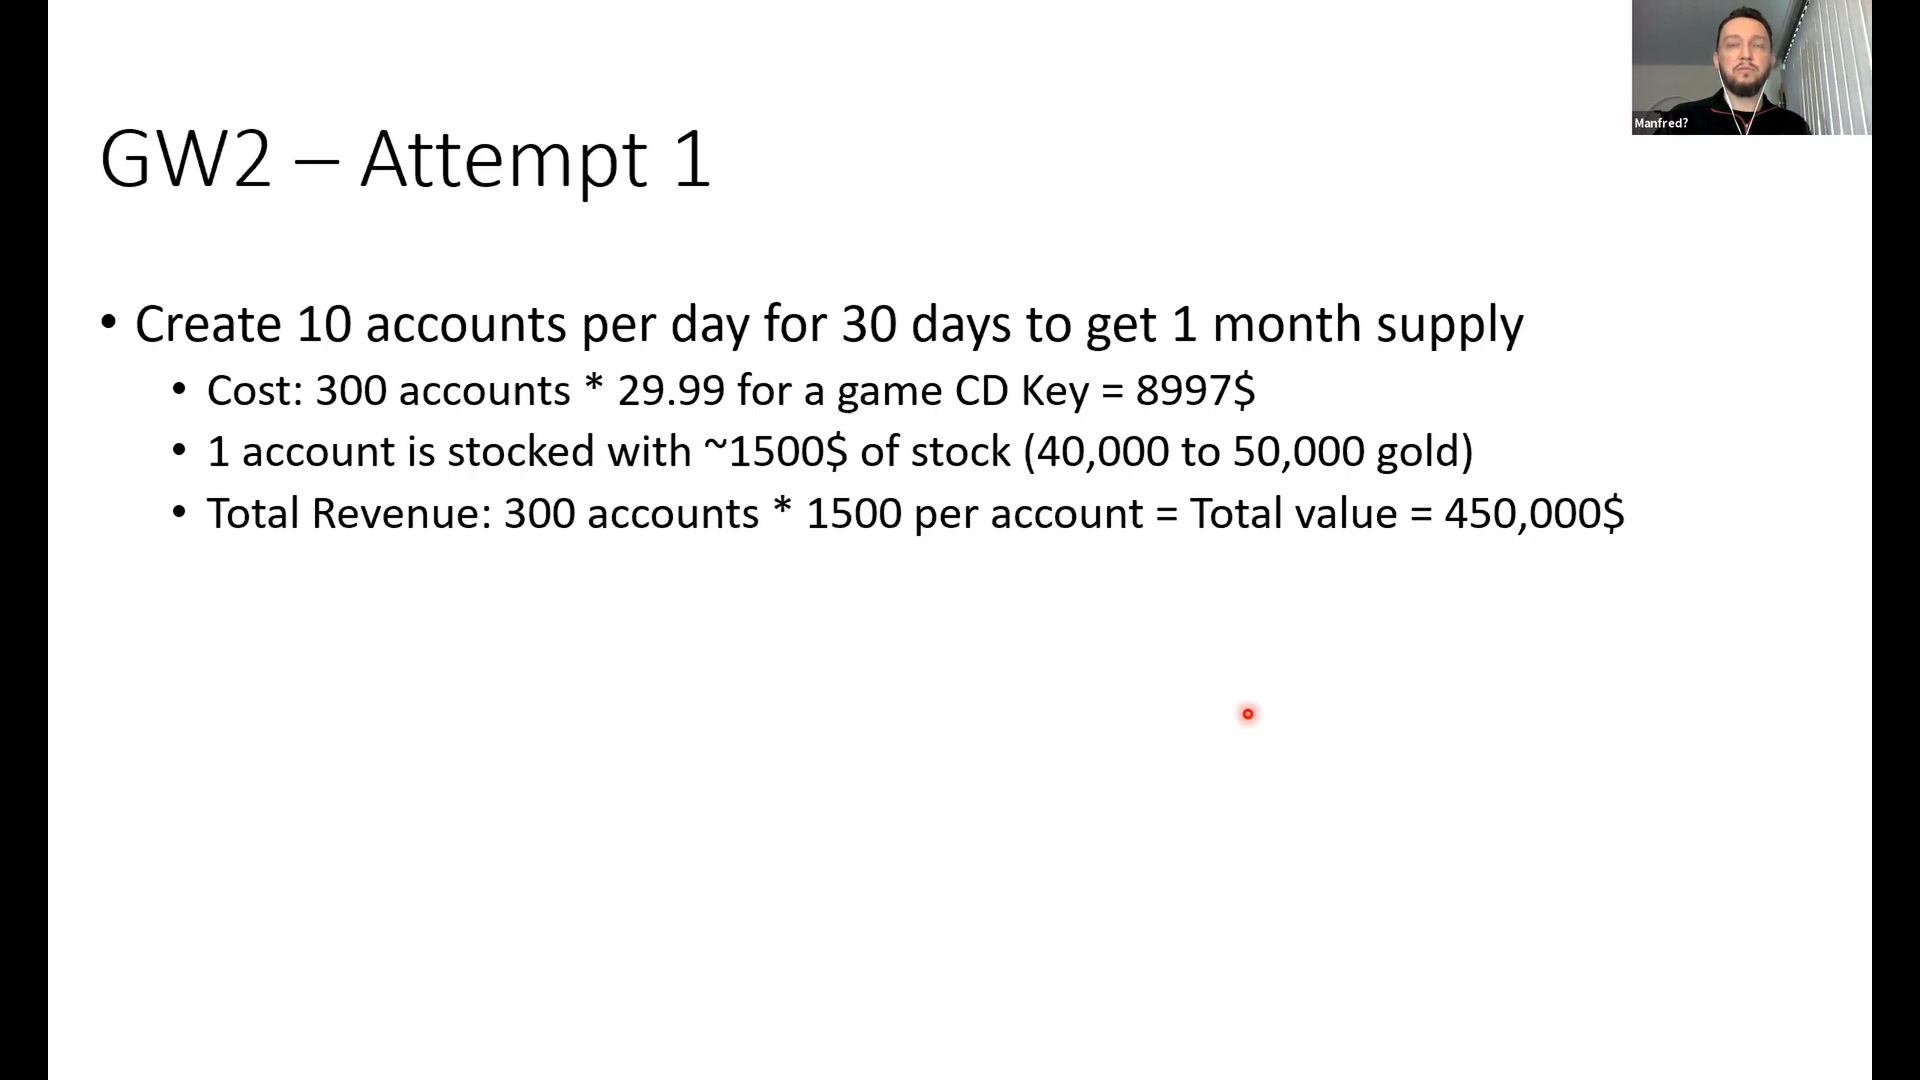 Manfred?
GW2 – Attempt 1
• Create 10 accounts per day for 30 days to get 1 month supply
• Cost: 300 accounts * 29.99 for a game CD Key = 8997$
• 1 account is stocked with ~1500$ of stock (40,000 to 50,000 gold)
• Total Revenue: 300 accounts * 1500 per account = Total value = 450,000$